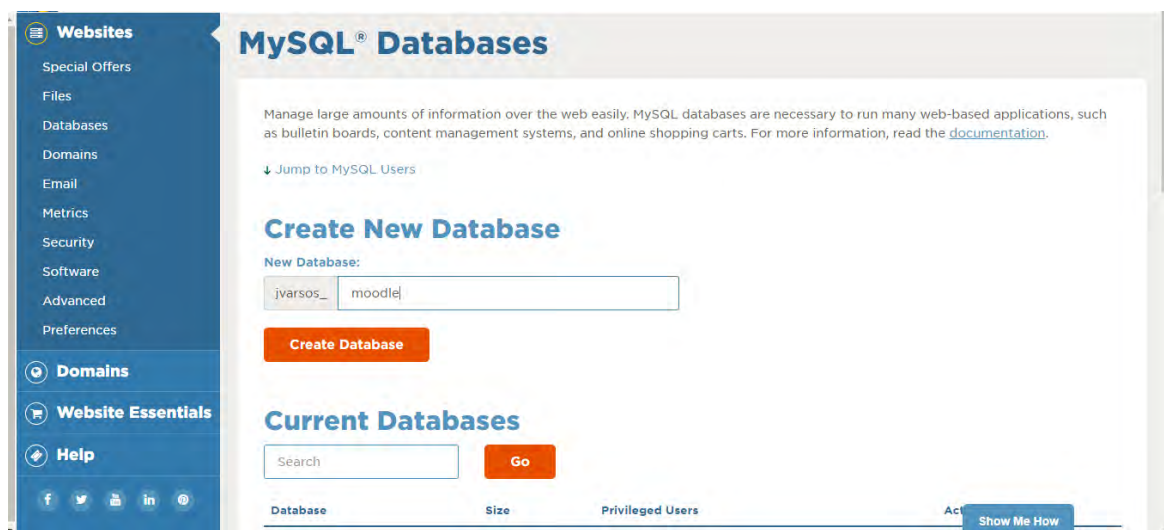 Websites
Special Offers
Files
Databases
Domains
Email
Metrics
Security
Software
Advanced
Preferences
Domains
Website Essentials
Help
MySQL® Databases
Manage large amounts of information over the web easily. MySQL databases are necessary to run many web-based applications, such
as bulletin boards, content management systems, and online shopping carts. For more information, read the documentation.
Jump to MySQL Users
Create New Database
New Database:
jvarsos_ moodle
Create Database
Current Databases
Search Go
Database Size Privileged Users
Show Me How